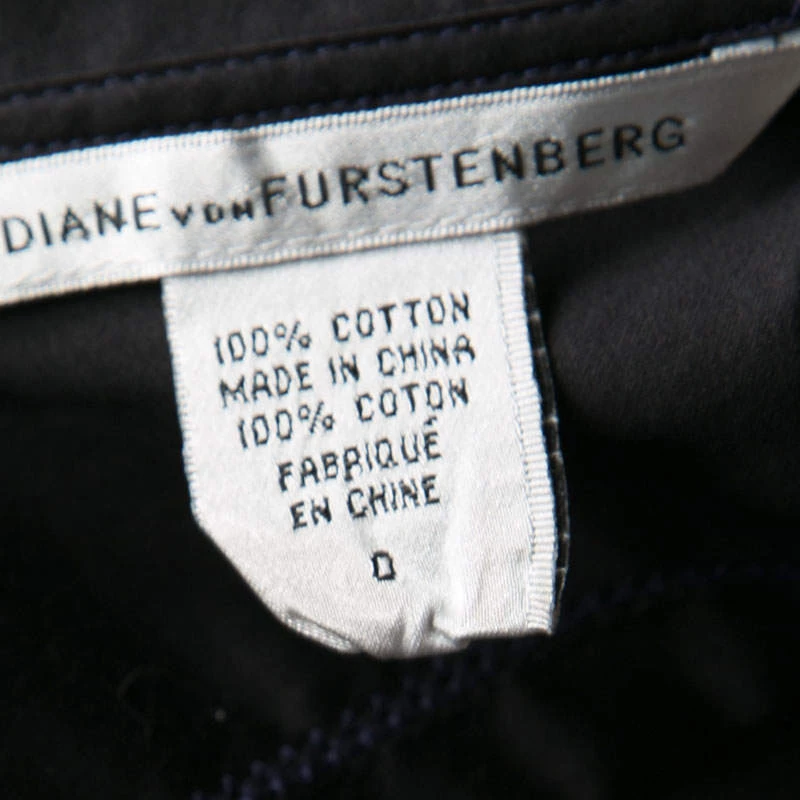 DIANE VON FURSTENBERG
100% COTTON
MADE IN CHINA
100% COTON
FABRIQUÉ
EN CHINE
0